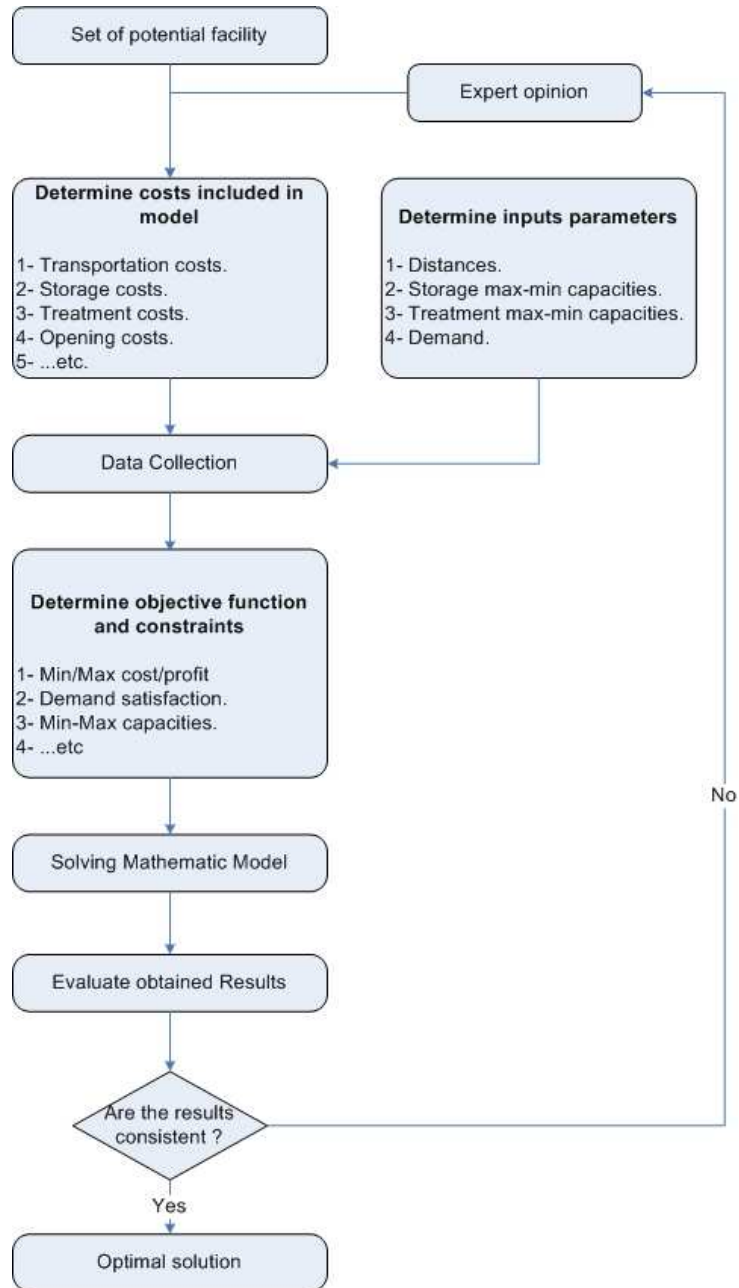 Set of potential facility
Expert opinion
Determine costs included in
model
1- Transportation costs.
2- Storage costs.
3- Treatment costs.
4- Opening costs.
5- ...etc.
Determine inputs parameters
1- Distances.
2- Storage max-min capacities.
3- Treatment max-min capacities.
4- Demand.
Data Collection
Determine objective function
and constraints
1- Min/Max cost/profit
2- Demand satisfaction.
3- Min-Max capacities.
4- ...etc
No
Solving Mathematic Model
Evaluate obtained Results
Are the results
consistent ?
Yes
Optimal solution